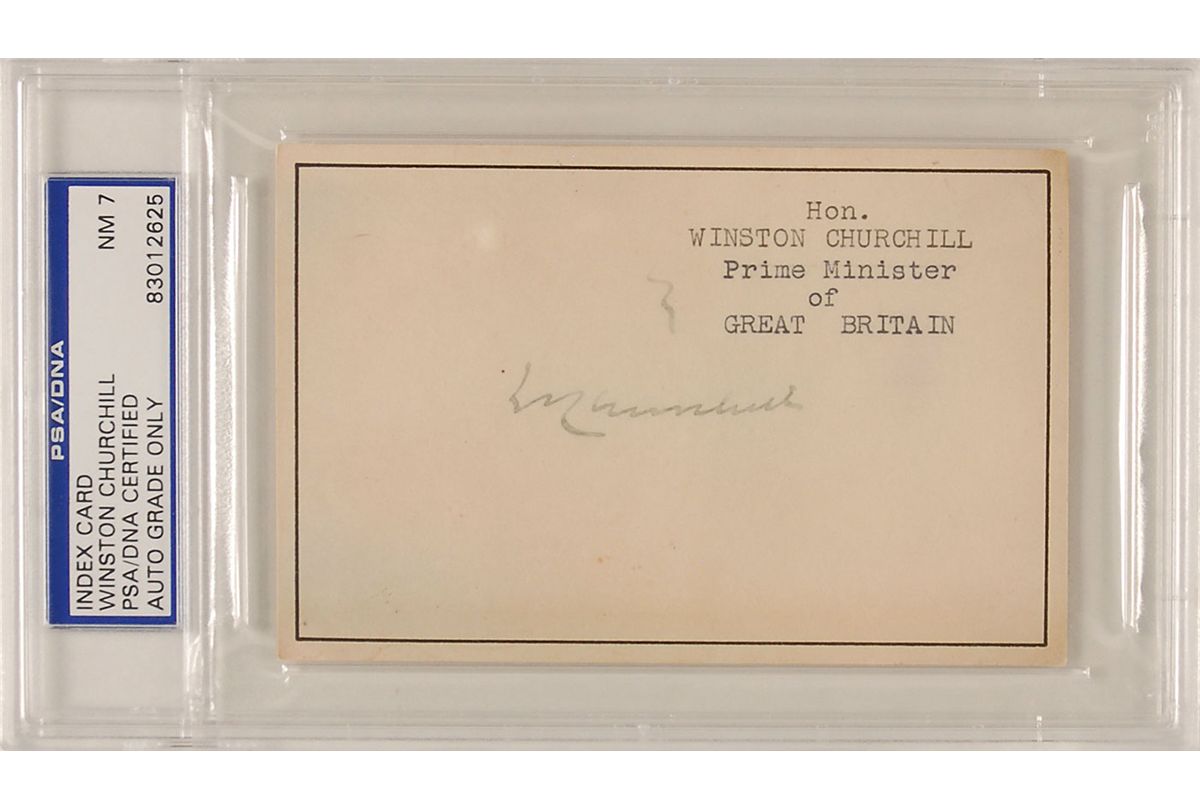 PSA/DNA
INDEX CARD NM 7
WINSTON CHURCHILL
PSA/DNA CERTIFIED 83012625
AUTO GRADE ONLY
Hon.
WINSTON CHURCHILL
Prime Minister
of
GREAT BRITAIN